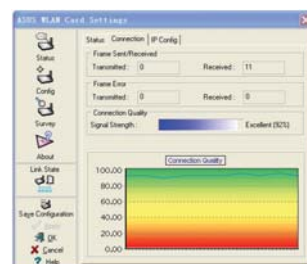 ASUS WLAN Card Settings
Status
Config
Survey
About
Link State
Save Configuration
OK
Cancel
Help
Status Connection IP Config
Frame Sent/Received
Transmitted : 0 Received : 11
Frame Error
Transmitted : 0 Received : 0
Connection Quality
Signal Strength : Excellent (92%)
Connection Quality
100.00
80.00
60.00
40.00
20.00
0.00